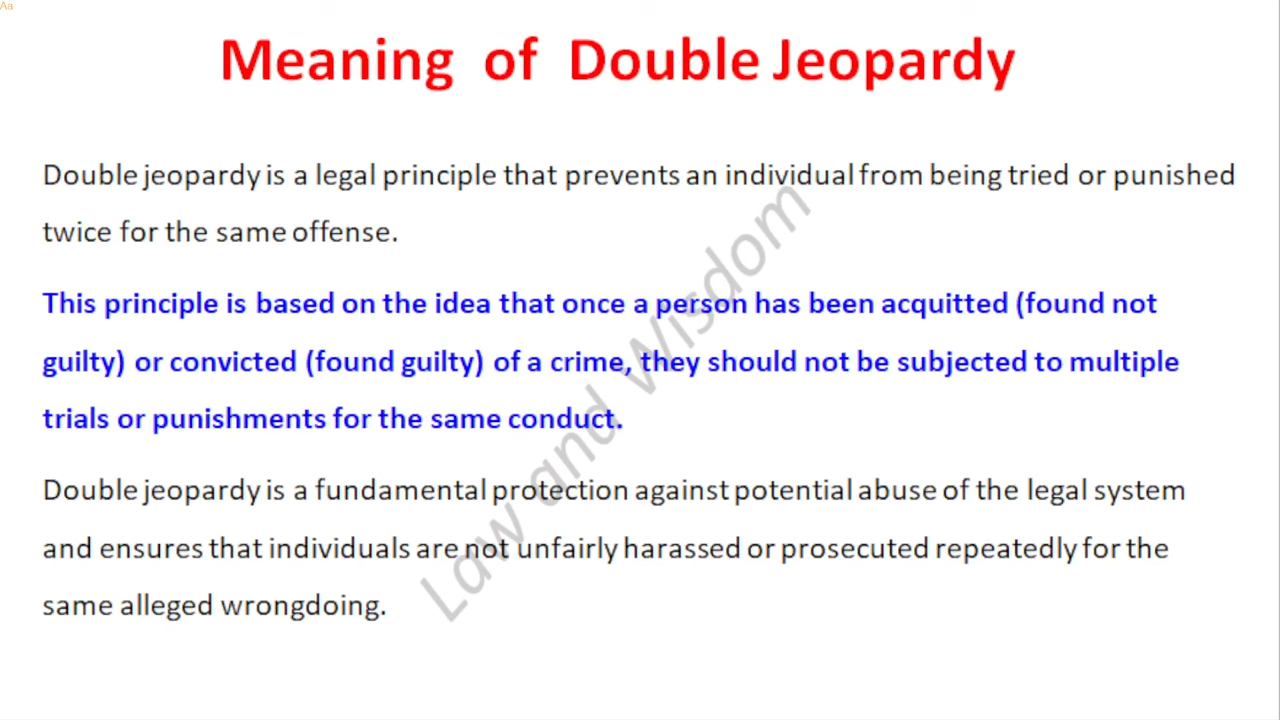 Aa
Meaning of Double Jeopardy
Double jeopardy is a legal principle that prevents an individual from being tried or punished
twice for the same offense.
This principle is based on the idea that once a person has been acquitted (found not
guilty) or convicted (found guilty) of a crime, they should not be subjected to multiple
trials or punishments for the same conduct.
Double jeopardy is a fundamental protection against potential abuse of the legal system
and ensures that individuals are not unfairly harassed or prosecuted repeatedly for the
same alleged wrongdoing.
Law and Wisdom